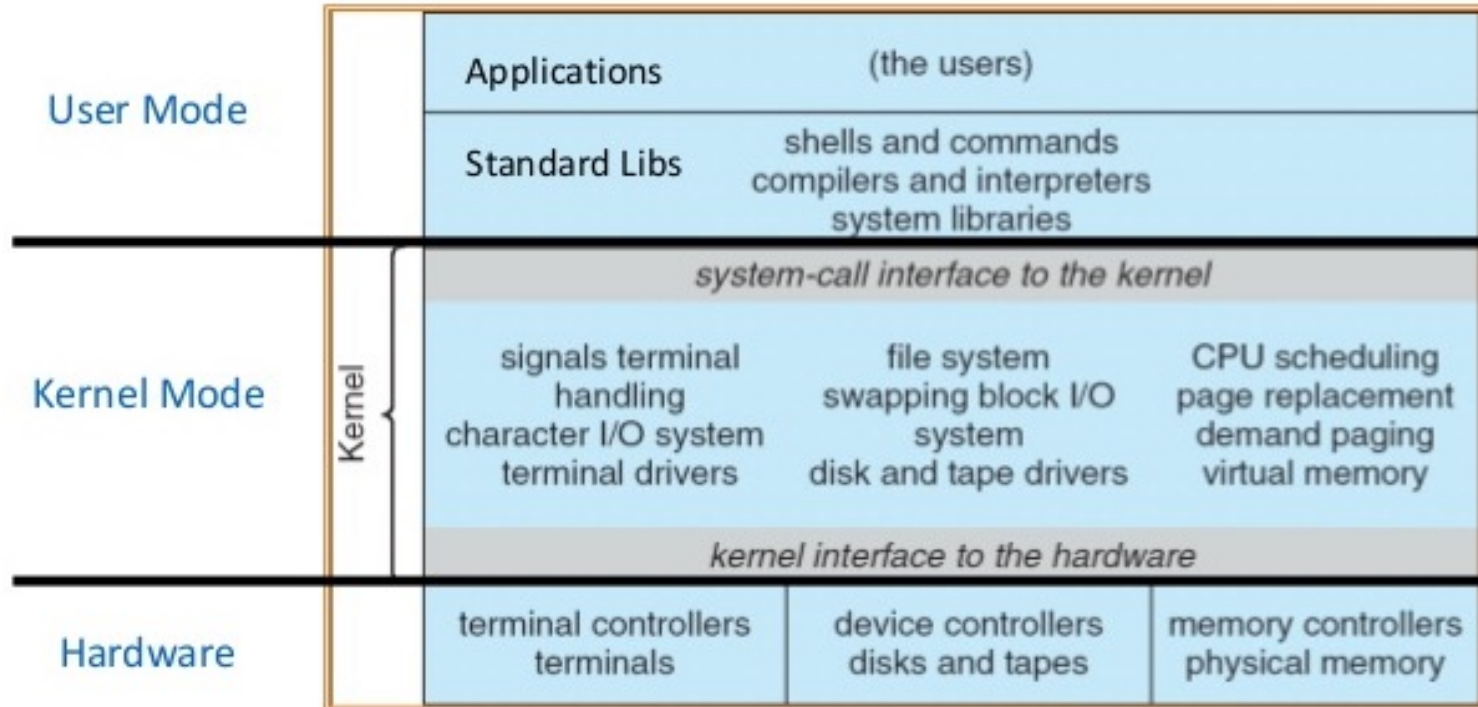 User Mode
Applications (the users)
Standard Libs
shells and commands
compilers and interpreters
system libraries
Kernel Mode
Kernel
system-call interface to the kernel
signals terminal
handling
character I/O system
terminal drivers
file system
swapping block I/O
system
disk and tape drivers
CPU scheduling
page replacement
demand paging
virtual memory
kernel interface to the hardware
Hardware
terminal controllers
terminals
device controllers
disks and tapes
memory controllers
physical memory